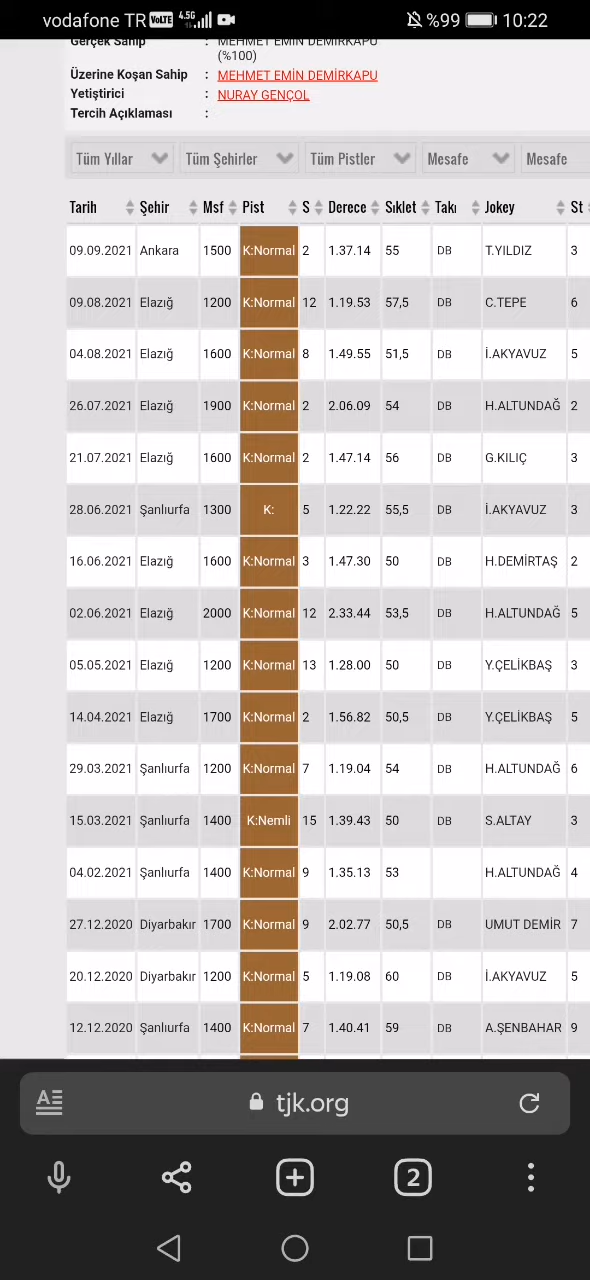 vodafone TR VoLTE 4.5G %99 10:22
Gerçek Sahip : MEHMET EMİN DEMİRKAPU
(%100)
Üzerine Koşan Sahip : MEHMET EMİN DEMİRKAPU
Yetiştirici : NURAY GENÇOL
Tercih Açıklaması :
Tüm Yıllar Tüm Şehirler Tüm Pistler Mesafe Mesafe
Tarih Şehir Msf Pist S Derece Sıklet Takı Jokey St
09.09.2021 Ankara 1500 K:Normal 2 1.37.14 55 DB T.YILDIZ 3
09.08.2021 Elazığ 1200 K:Normal 12 1.19.53 57,5 DB C.TEPE 6
04.08.2021 Elazığ 1600 K:Normal 8 1.49.55 51,5 DB İ.AKYAVUZ 5
26.07.2021 Elazığ 1900 K:Normal 2 2.06.09 54 DB H.ALTUNDAĞ 2
21.07.2021 Elazığ 1600 K:Normal 2 1.47.14 56 DB G.KILIÇ 3
28.06.2021 Şanlıurfa 1300 K: 5 1.22.22 55,5 DB İ.AKYAVUZ 3
16.06.2021 Elazığ 1600 K:Normal 3 1.47.30 50 DB H.DEMİRTAŞ 2
02.06.2021 Elazığ 2000 K:Normal 12 2.33.44 53,5 DB H.ALTUNDAĞ 5
05.05.2021 Elazığ 1200 K:Normal 13 1.28.00 50 DB Y.ÇELİKBAŞ 3
14.04.2021 Elazığ 1700 K:Normal 2 1.56.82 50,5 DB Y.ÇELİKBAŞ 5
29.03.2021 Şanlıurfa 1200 K:Normal 7 1.19.04 54 DB H.ALTUNDAĞ 6
15.03.2021 Şanlıurfa 1400 K:Nemli 15 1.39.43 50 DB S.ALTAY 3
04.02.2021 Şanlıurfa 1400 K:Normal 9 1.35.13 53 H.ALTUNDAĞ 4
27.12.2020 Diyarbakır 1700 K:Normal 9 2.02.77 50,5 DB UMUT DEMİR 7
20.12.2020 Diyarbakır 1200 K:Normal 5 1.19.08 60 DB İ.AKYAVUZ 5
12.12.2020 Şanlıurfa 1400 K:Normal 7 1.40.41 59 DB A.ŞENBAHAR 9
A tjk.org
2